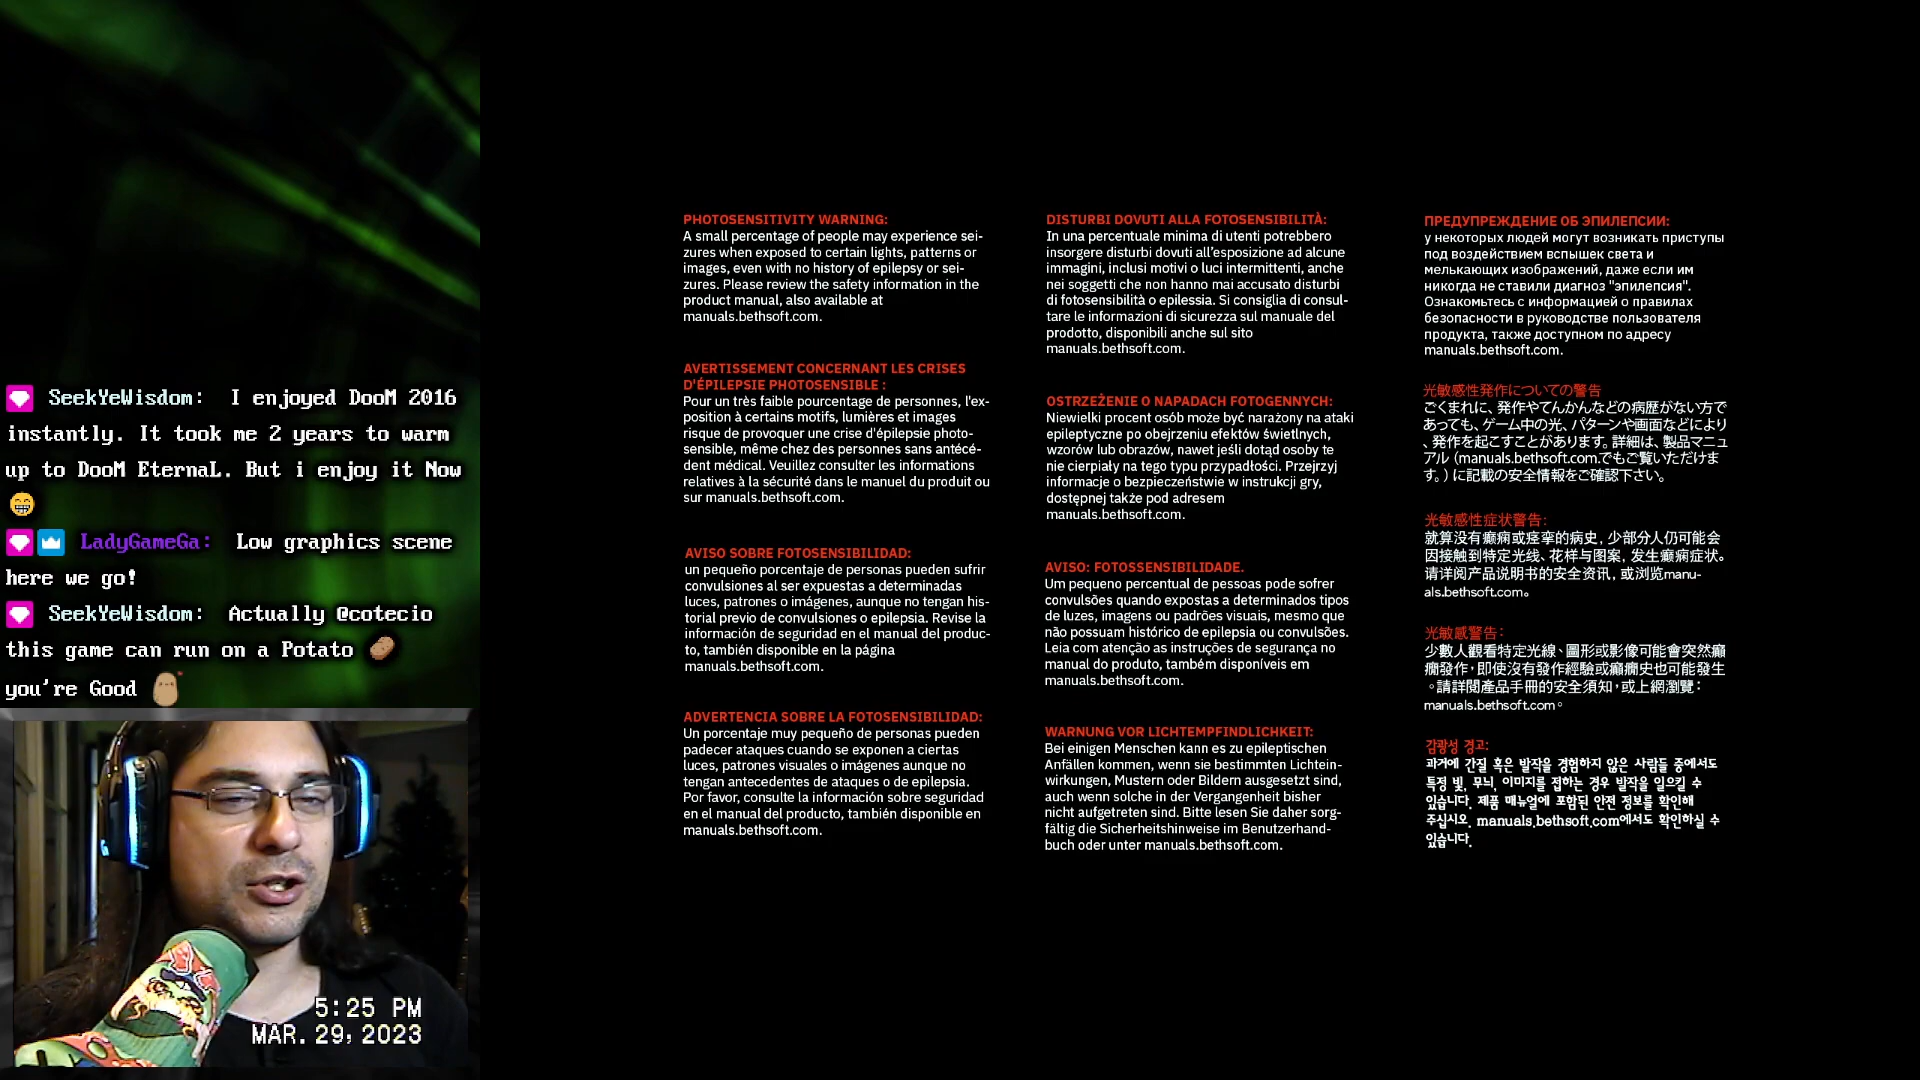 SeekYeWisdom: I enjoyed DooM 2016
instantly. It took me 2 years to warm
up to DooM EternaL. But i enjoy it Now
LadyGameGa: Low graphics scene
here we go!
SeekYeWisdom: Actually @cotecio
this game can run on a Potato
you're Good
5:25 PM
MAR. 29, 2023
PHOTOSENSITIVITY WARNING:
A small percentage of people may experience sei-
zures when exposed to certain lights, patterns or
images, even with no history of epilepsy or sei-
zures. Please review the safety information in the
product manual, also available at
manuals.bethsoft.com.
AVERTISSEMENT CONCERNANT LES CRISES
D'ÉPILEPSIE PHOTOSENSIBLE :
Pour un très faible pourcentage de personnes, l'ex-
position à certains motifs, lumières et images
risque de provoquer une crise d'épilepsie photo-
sensible, même chez des personnes sans antécé-
dent médical. Veuillez consulter les informations
relatives à la sécurité dans le manuel du produit ou
sur manuals.bethsoft.com.
AVISO SOBRE FOTOSENSIBILIDAD:
un pequeño porcentaje de personas pueden sufrir
convulsiones al ser expuestas a determinadas
luces, patrones o imágenes, aunque no tengan his-
torial previo de convulsiones o epilepsia. Revise la
información de seguridad en el manual del produc-
to, también disponible en la página
manuals.bethsoft.com.
ADVERTENCIA SOBRE LA FOTOSENSIBILIDAD:
Un porcentaje muy pequeño de personas pueden
padecer ataques cuando se exponen a ciertas
luces, patrones visuales o imágenes aunque no
tengan antecedentes de ataques o de epilepsia.
Por favor, consulte la información sobre seguridad
en el manual del producto, también disponible en
manuals.bethsoft.com.
DISTURBI DOVUTI ALLA FOTOSENSIBILITÀ:
In una percentuale minima di utenti potrebbero
insorgere disturbi dovuti all'esposizione ad alcune
immagini, inclusi motivi o luci intermittenti, anche
nei soggetti che non hanno mai accusato disturbi
di fotosensibilità o epilessia. Si consiglia di consul-
tare le informazioni di sicurezza sul manuale del
prodotto, disponibili anche sul sito
manuals.bethsoft.com.
OSTRZEŻENIE O NAPADACH FOTOGENNYCH:
Niewielki procent osób może być narażony na ataki
epileptyczne po obejrzeniu efektów świetlnych,
wzorów lub obrazów, nawet jeśli dotąd osoby te
nie cierpiały na tego typu przypadłości. Przejrzyj
informacje o bezpieczeństwie w instrukcji gry,
dostępnej także pod adresem
manuals.bethsoft.com.
AVISO: FOTOSSENSIBILIDADE.
Um pequeno percentual de pessoas pode sofrer
convulsões quando expostas a determinados tipos
de luzes, imagens ou padrões visuais, mesmo que
não possuam histórico de epilepsia ou convulsões.
Leia com atenção as instruções de segurança no
manual do produto, também disponíveis em
manuals.bethsoft.com.
WARNUNG VOR LICHTEMPFINDLICHKEIT:
Bei einigen Menschen kann es zu epileptischen
Anfällen kommen, wenn sie bestimmten Lichtein-
wirkungen, Mustern oder Bildern ausgesetzt sind,
auch wenn solche in der Vergangenheit bisher
nicht aufgetreten sind. Bitte lesen Sie daher sorg-
fältig die Sicherheitshinweise im Benutzerhand-
buch oder unter manuals.bethsoft.com.
ПРЕДУПРЕЖДЕНИЕ ОБ ЭПИЛЕПСИИ:
у некоторых людей могут возникать приступы
под воздействием вспышек света и
мелькающих изображений, даже если им
никогда не ставили диагноз "эпилепсия".
Ознакомьтесь с информацией о правилах
безопасности в руководстве пользователя
продукта, также доступном по адресу
manuals.bethsoft.com.
光敏感性発作についての警告
ごくまれに、発作やてんかんなどの病歴がない方で
あっても、ゲーム中の光、パターンや画面などにより
、発作を起こすことがあります。詳細は、製品マニュ
アル（manuals.bethsoft.comでもご覧いただけま
す。）に記載の安全情報をご確認下さい。
光敏感性症状警告:
就算没有癫痫或痉挛的病史, 少部分人仍可能会
因接触到特定光线、花样与图案, 发生癫痫症状。
请详阅产品说明书的安全资讯, 或浏览manu-
als.bethsoft.com。
光敏感警告：
少數人觀看特定光線、圖形或影像可能會突然癲
癇發作，即使沒有發作經驗或癲癇史也可能發生
。請詳閱產品手冊的安全須知，或上網瀏覽：
manuals.bethsoft.com。
감광성 경고:
과거에 간질 혹은 발작을 경험하지 않은 사람들 중에서도
특정 빛, 무늬, 이미지를 접하는 경우 발작을 일으킬 수
있습니다. 제품 매뉴얼에 포함된 안전 정보를 확인해
주십시오. manuals.bethsoft.com에서도 확인하실 수
있습니다.